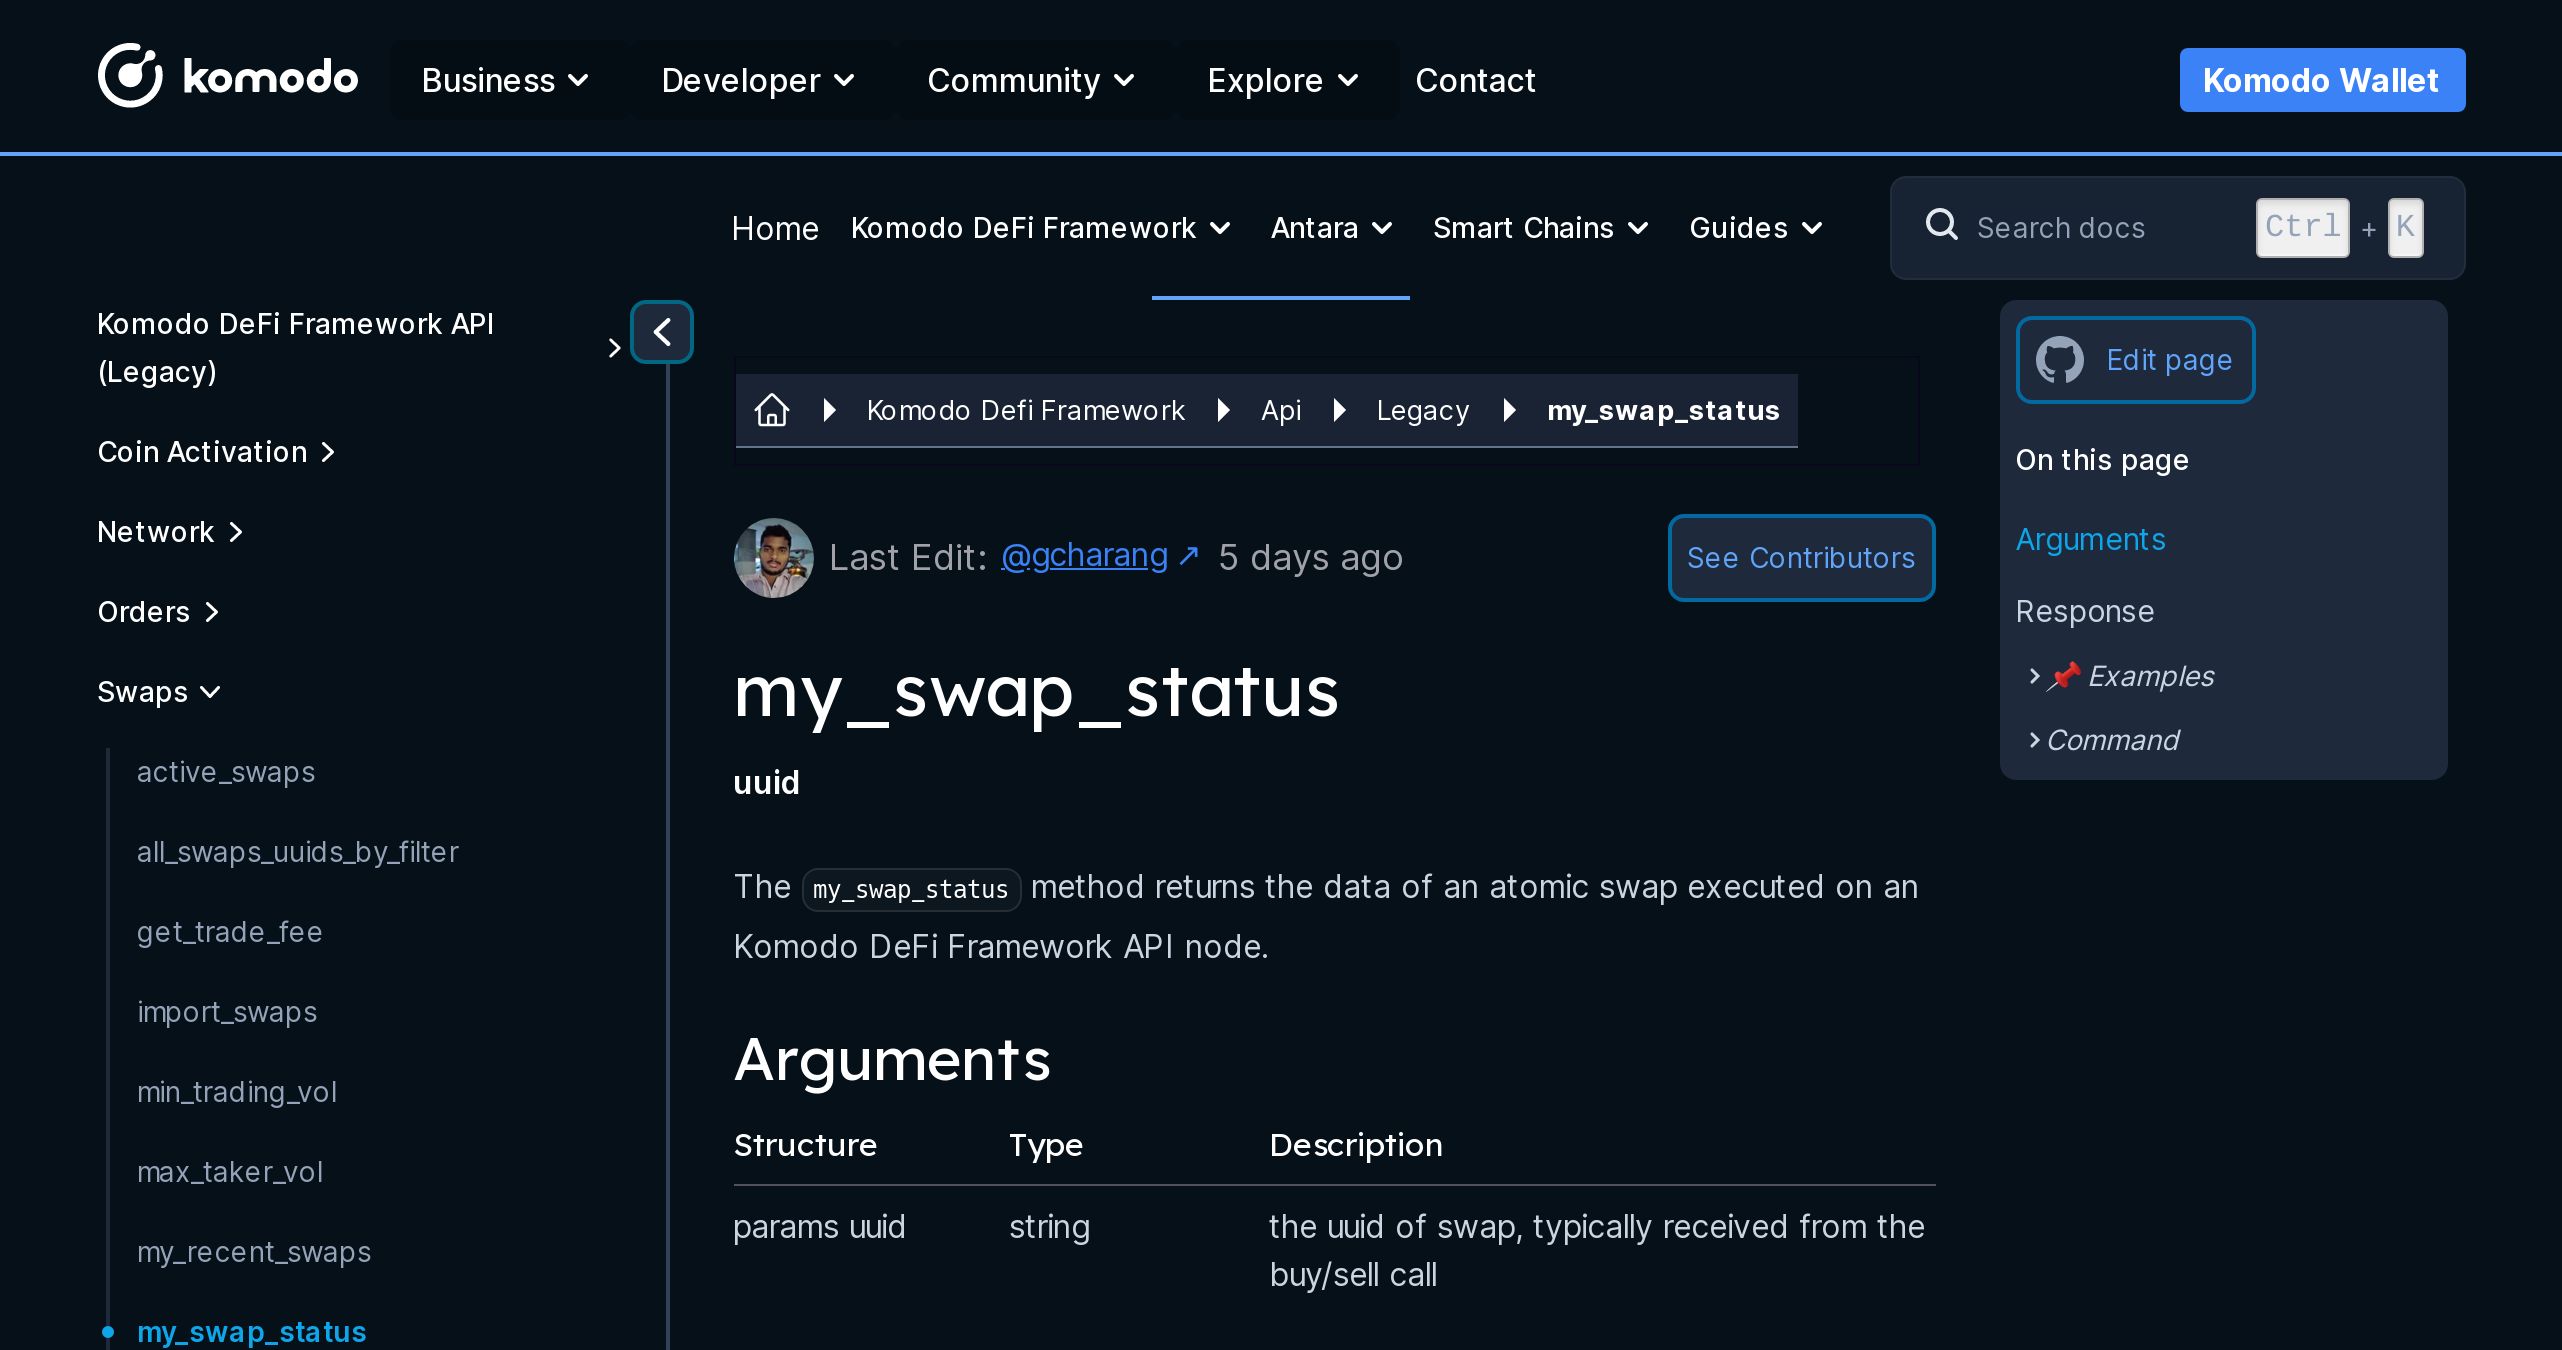 komodo
Business
Developer
Community
Explore
Contact
Komodo Wallet
Home
Komodo DeFi Framework
Antara
Smart Chains
Guides
Search docs
Ctrl + K
Komodo DeFi Framework API
(Legacy)
Coin Activation
Network
Orders
Swaps
active_swaps
all_swaps_uuids_by_filter
get_trade_fee
import_swaps
min_trading_vol
max_taker_vol
my_recent_swaps
my_swap_status
Komodo Defi Framework
Api
Legacy
my_swap_status
Last Edit: @gcharang ↗ 5 days ago
See Contributors
my_swap_status
uuid
The my_swap_status method returns the data of an atomic swap executed on an
Komodo DeFi Framework API node.
Arguments
Structure Type Description
params uuid string the uuid of swap, typically received from the
buy/sell call
Edit page
On this page
Arguments
Response
📌 Examples
Command